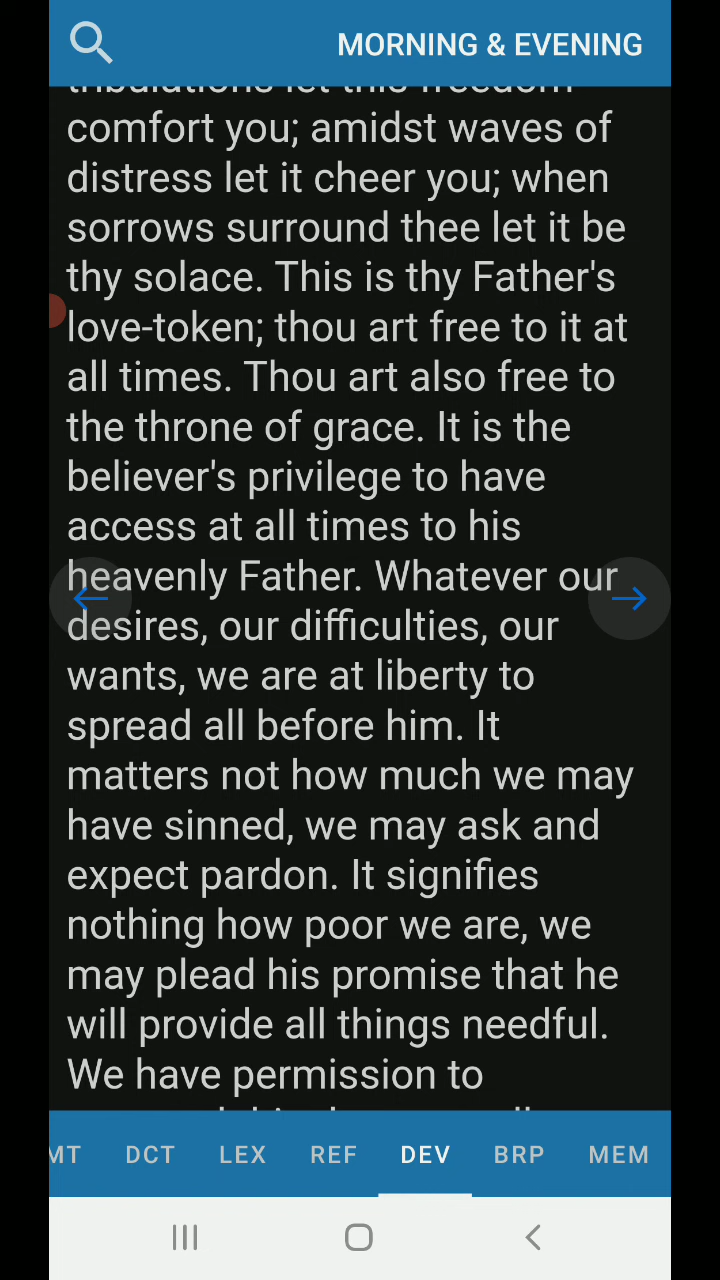 MORNING & EVENING
tribulations let this freedom
comfort you; amidst waves of
distress let it cheer you; when
sorrows surround thee let it be
thy solace. This is thy Father's
love-token; thou art free to it at
all times. Thou art also free to
the throne of grace. It is the
believer's privilege to have
access at all times to his
heavenly Father. Whatever our
desires, our difficulties, our
wants, we are at liberty to
spread all before him. It
matters not how much we may
have sinned, we may ask and
expect pardon. It signifies
nothing how poor we are, we
may plead his promise that he
will provide all things needful.
We have permission to
MT DCT LEX REF DEV BRP MEM